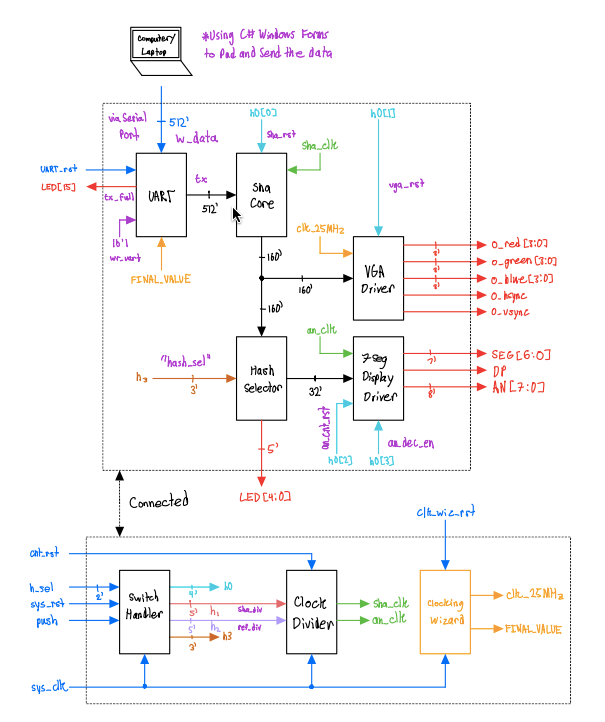 Computer/
Laptop
*Using C# Windows Forms
to Pad and Send the data
via Serial
Port
512'
w_data
h0[0]
sha_rst
h0[1]
vga_rst
sha_clk
UART_rst
LED[15]
tx_full
1b'1
wr_uart
UART
tx
512'
Sha
Core
FINAL_VALUE
clk_25MHz
160'
160'
160'
VGA
Driver
8'
8'
8'
o_red[3:0]
o_green[3:0]
o_blue[3:0]
o_hsync
o_vsync
an_clk
"hash_sel"
h3
3'
Hash
Selector
32'
7-seg
Display
Driver
7'
8'
SEG[6:0]
DP
AN[7:0]
an_cnt_rst
h0[2]
an_dec_en
h0[3]
5'
LED[4:0]
Connected
clk_wiz_rst
cnt_rst
h_sel
2'
sys_rst
push
sys_clk
Switch
Handler
4'
h0
5'
h1
sha_div
5'
h2
ref_div
3'
h3
Clock
Divider
sha_clk
an_clk
Clocking
Wizard
clk_25MHz
FINAL_VALUE